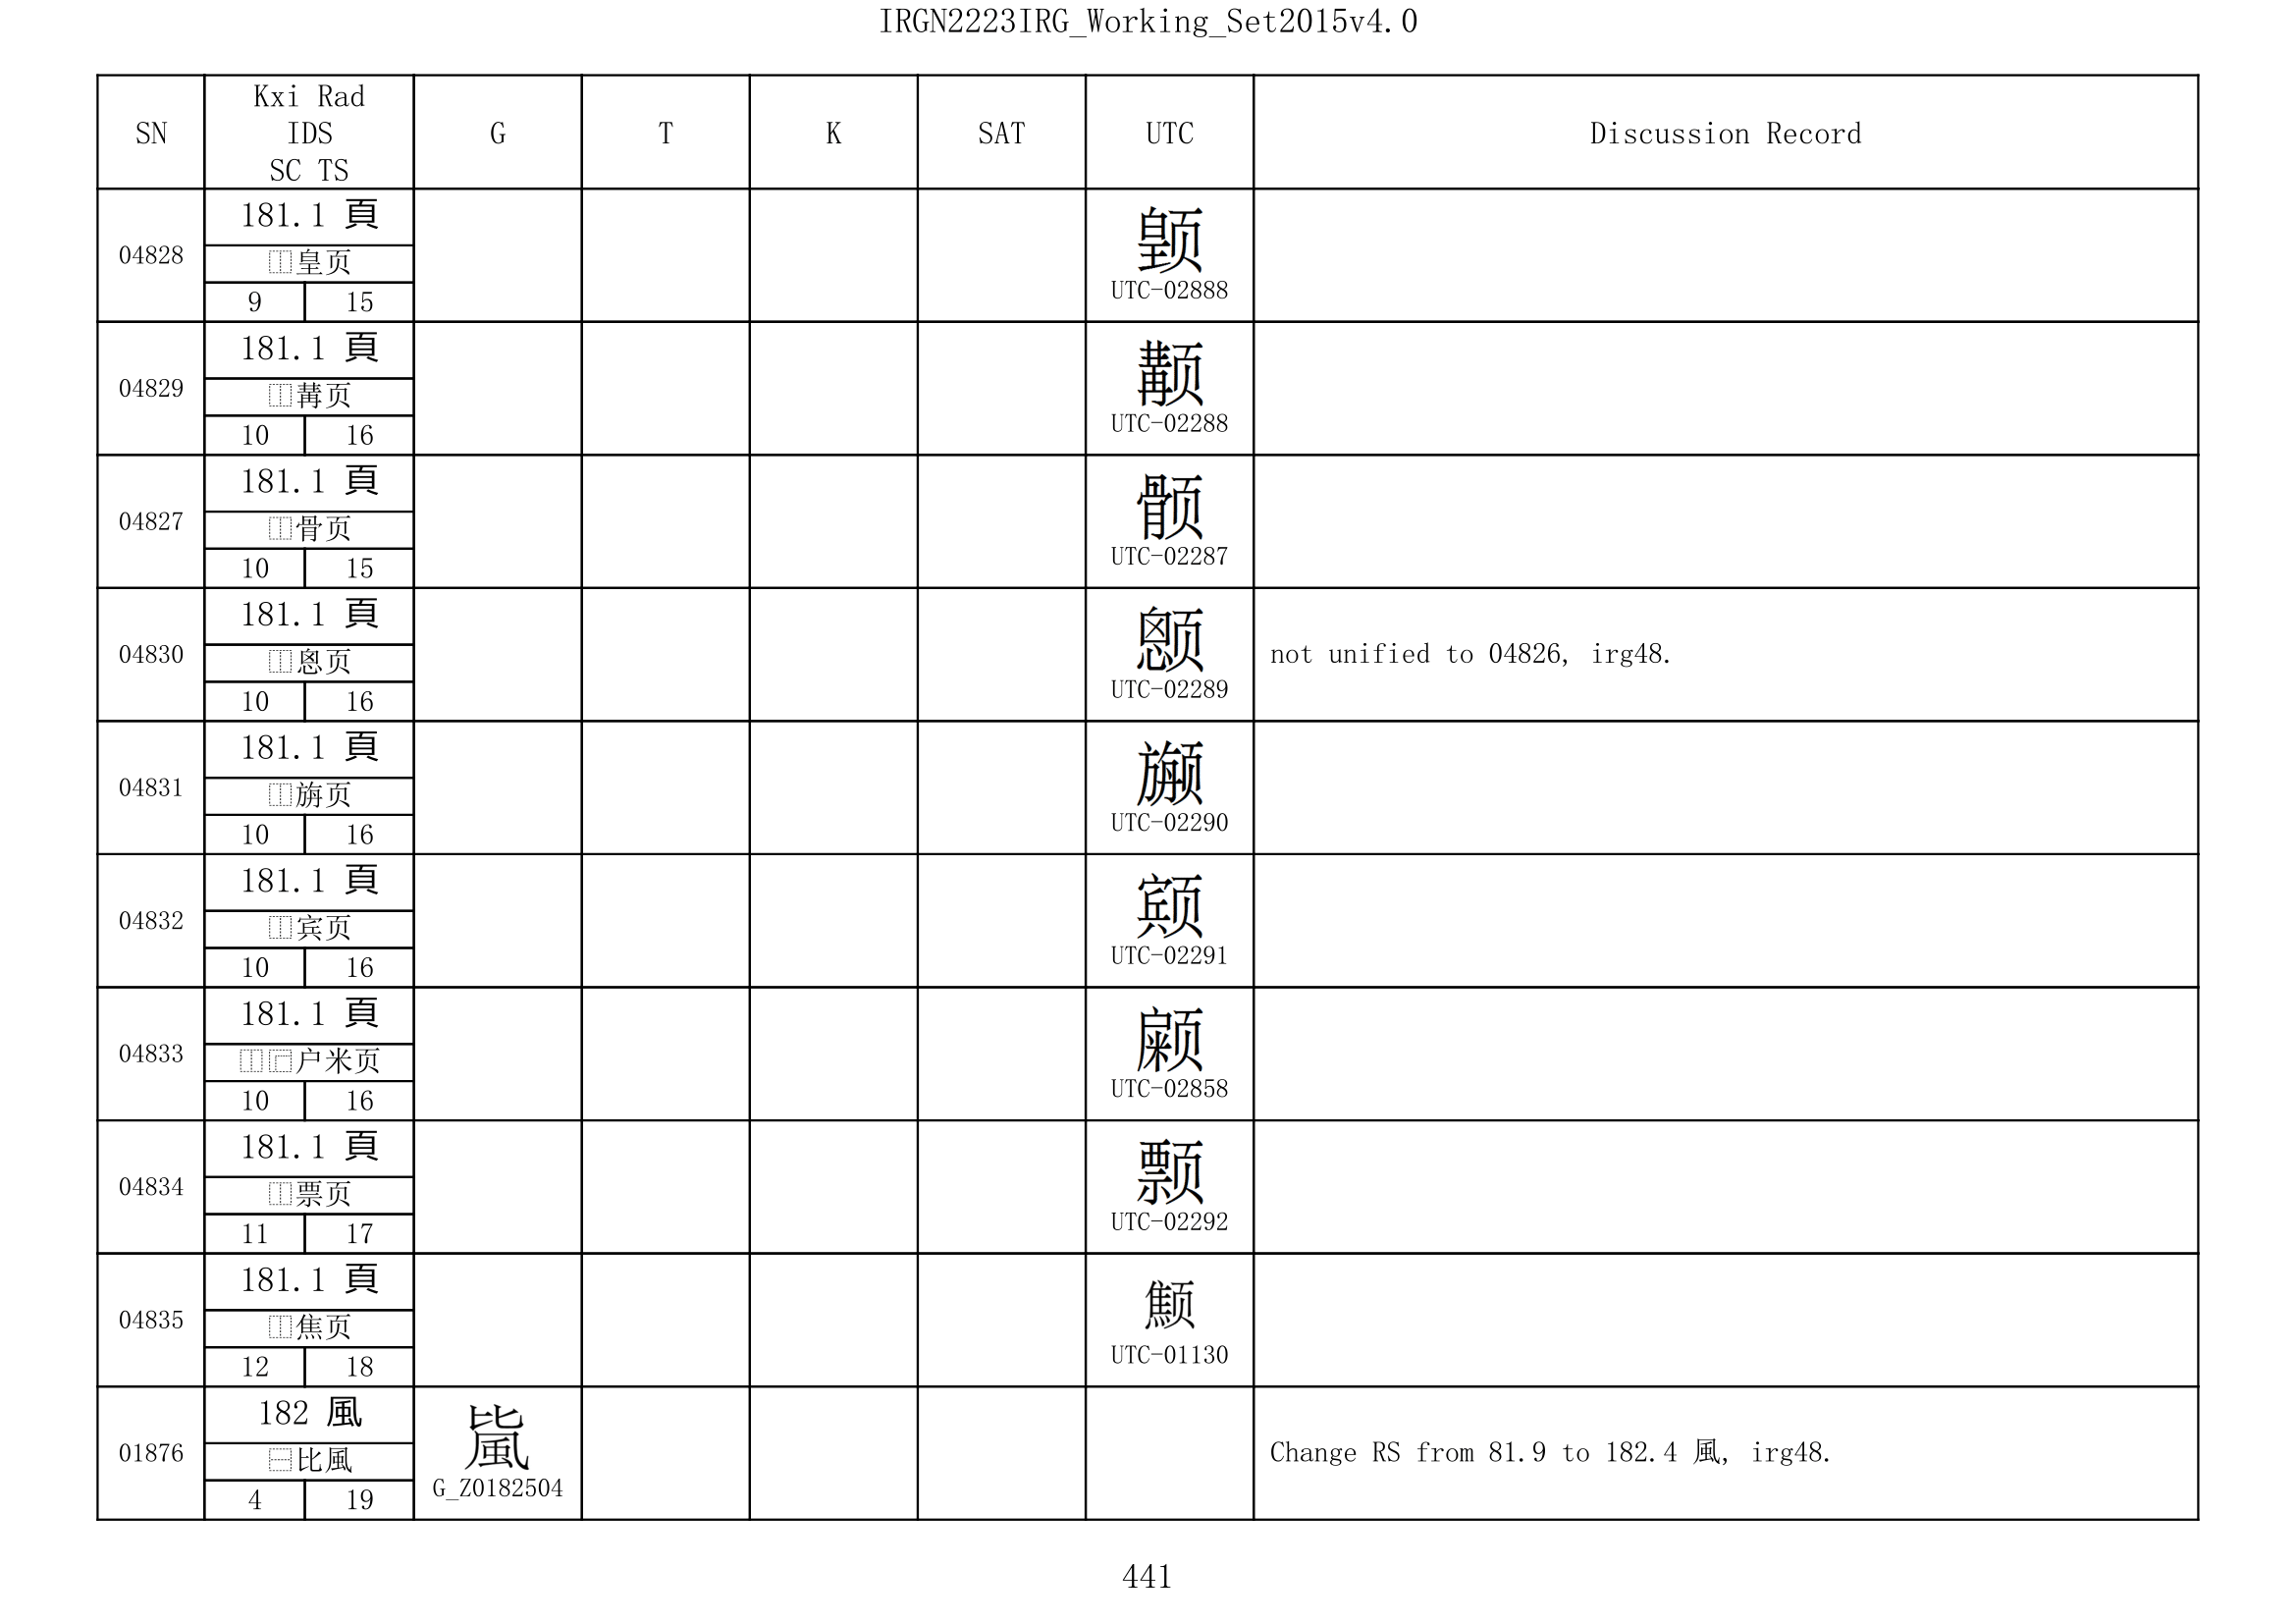 IRGN2223IRG_Working_Set2015v4.0
SN Kxi Rad IDS SC TS G T K SAT UTC Discussion Record
04828 181.1 頁
⿰皇页
9 15
UTC-02888
04829 181.1 頁
⿰冓页
10 16
UTC-02288
04827 181.1 頁
⿰骨页
10 15
UTC-02287
04830 181.1 頁
⿰恖页
10 16
UTC-02289
not unified to 04826, irg48.
04831 181.1 頁
⿰旃页
10 16
UTC-02290
04832 181.1 頁
⿰宾页
10 16
UTC-02291
04833 181.1 頁
⿰⿸户米页
10 16
UTC-02858
04834 181.1 頁
⿰票页
11 17
UTC-02292
04835 181.1 頁
⿰焦页
12 18
UTC-01130
01876 182 風
⿱比風
4 19
G_Z0182504
Change RS from 81.9 to 182.4 風, irg48.
441